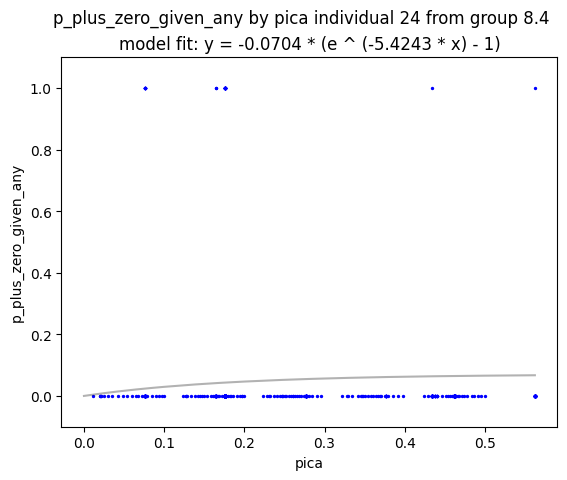 p_plus_zero_given_any by pica individual 24 from group 8.4
model fit: y = -0.0704 * (e ^ (-5.4243 * x) - 1)
1.0
0.8
0.6
0.4
0.2
0.0
p_plus_zero_given_any
0.0 0.1 0.2 0.3 0.4 0.5
pica